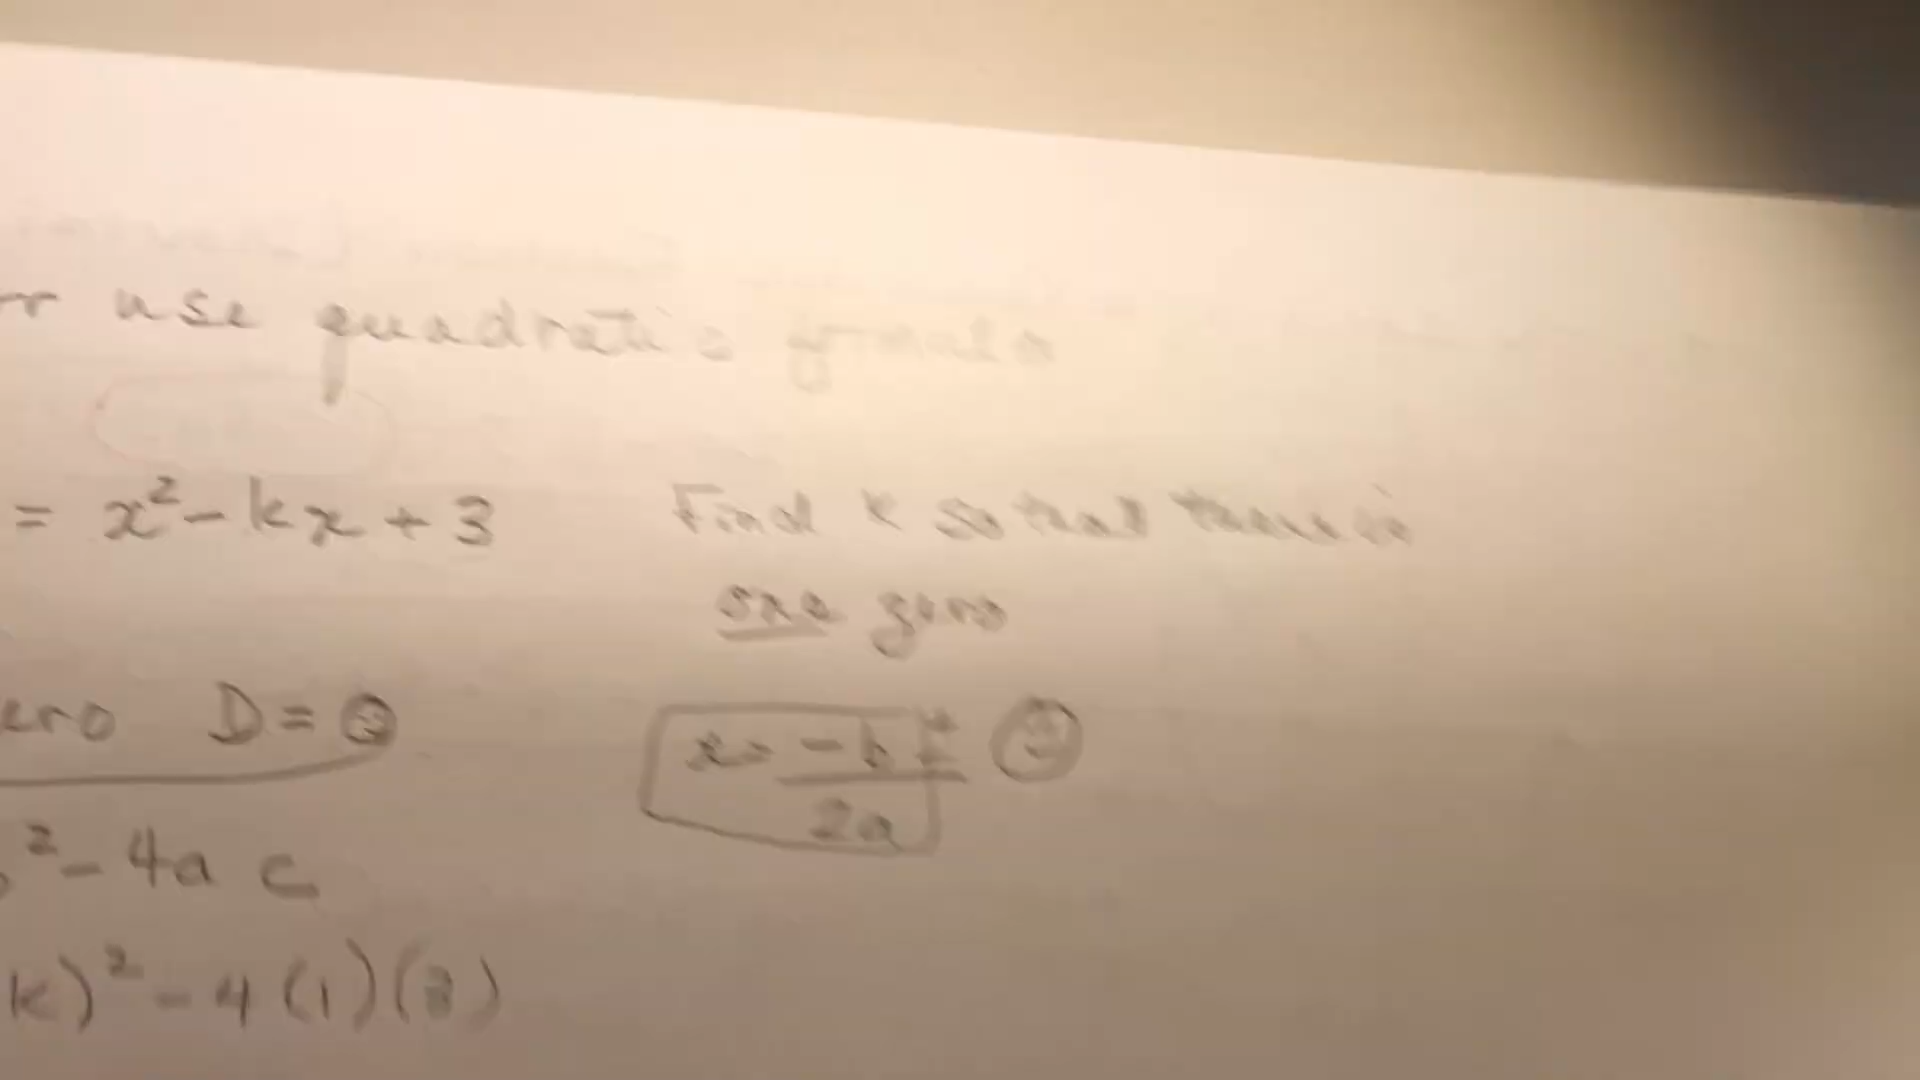 use quadratic formula
= x² - kx + 3
Find k so that there is
one zero
ero D = 0
x = -b ±
2a
² - 4a c
k)² - 4 (1) (3)